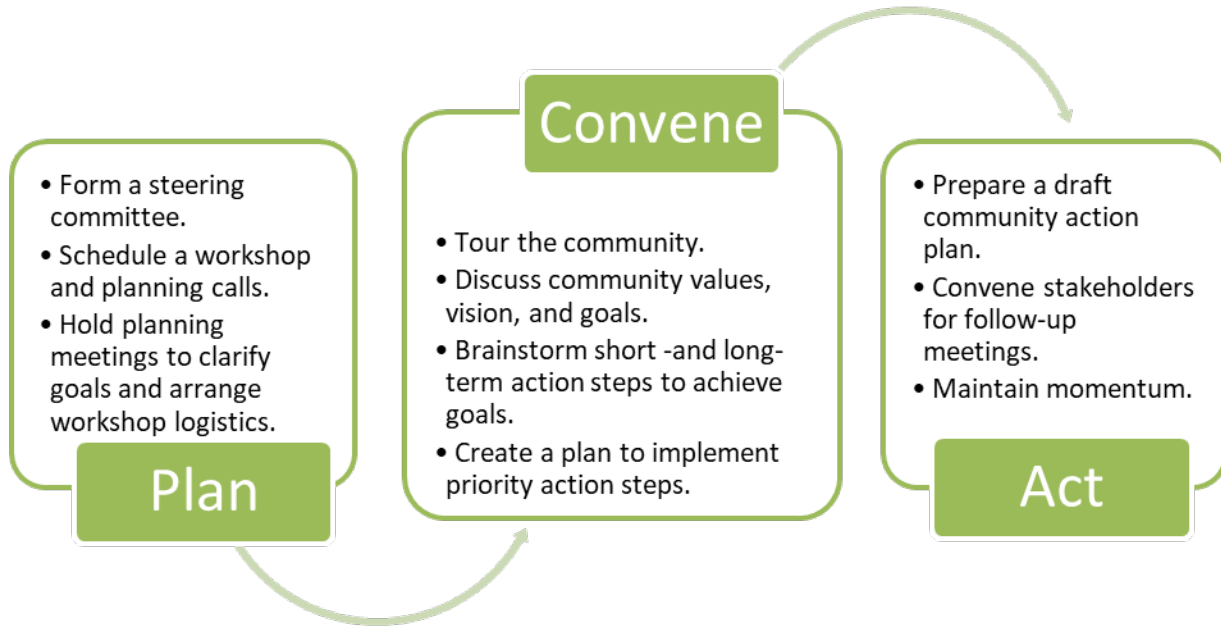 • Form a steering
committee.
• Schedule a workshop
and planning calls.
• Hold planning
meetings to clarify
goals and arrange
workshop logistics.
Plan
Convene
• Tour the community.
• Discuss community values,
vision, and goals.
• Brainstorm short -and long-
term action steps to achieve
goals.
• Create a plan to implement
priority action steps.
• Prepare a draft
community action
plan.
• Convene stakeholders
for follow-up
meetings.
• Maintain momentum.
Act